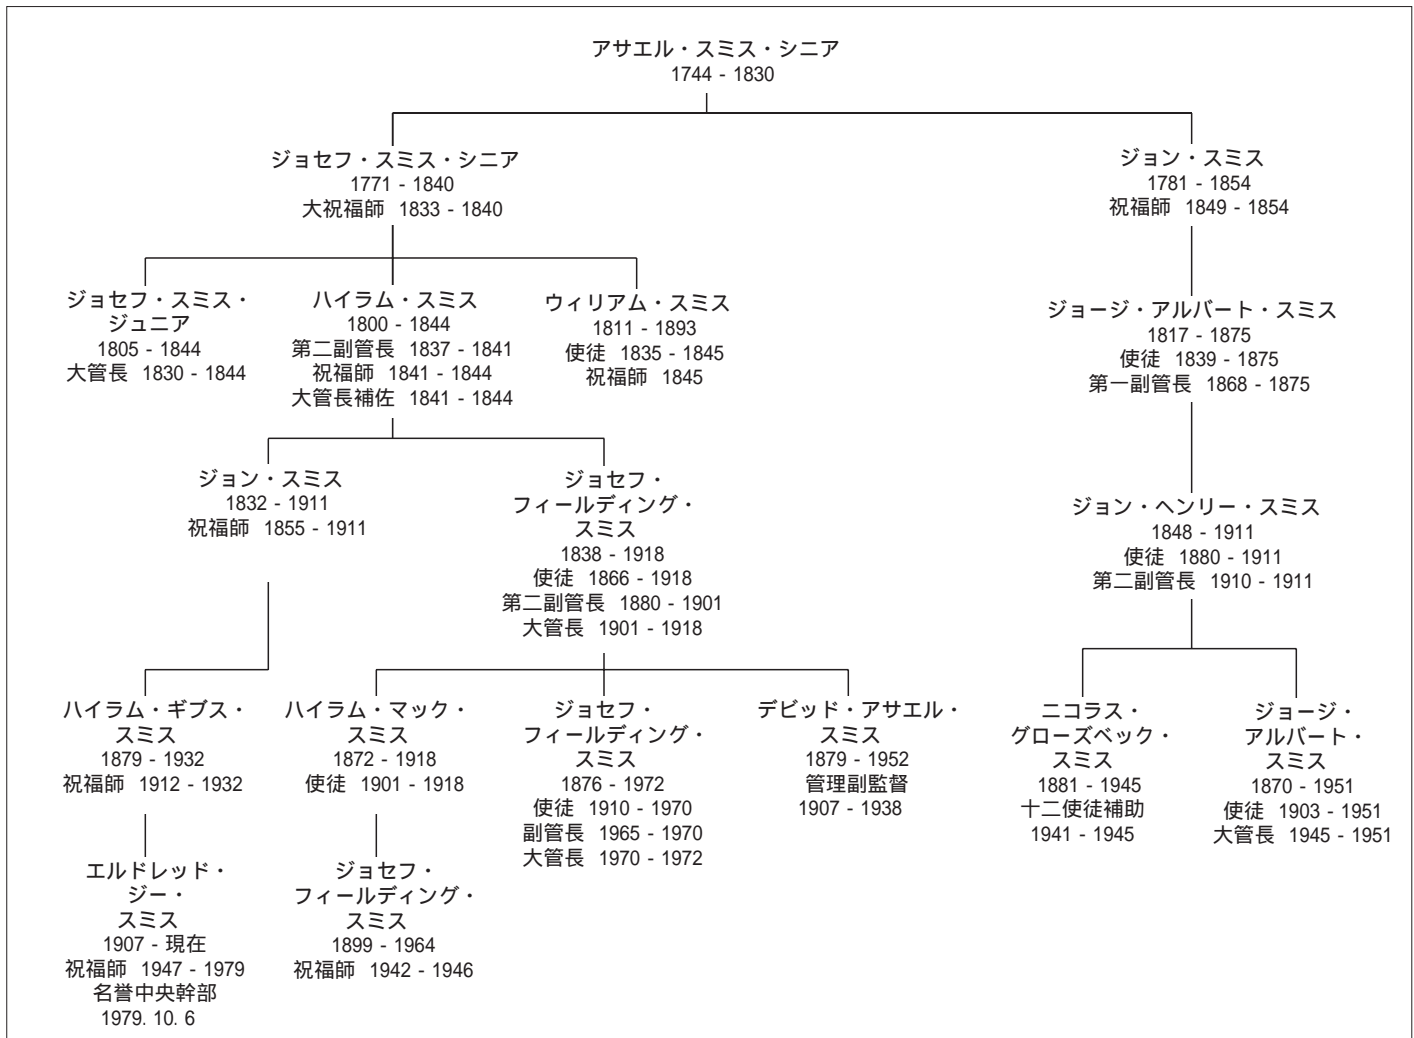 アサエル・スミス・シニア
1744 - 1830
ジョセフ・スミス・シニア
1771 - 1840
大祝福師 1833 - 1840
ジョン・スミス
1781 - 1854
祝福師 1849 - 1854
ジョセフ・スミス・
ジュニア
1805 - 1844
大管長 1830 - 1844
ハイラム・スミス
1800 - 1844
第二副管長 1837 - 1841
祝福師 1841 - 1844
大管長補佐 1841 - 1844
ウィリアム・スミス
1811 - 1893
使徒 1835 - 1845
祝福師 1845
ジョージ・アルバート・スミス
1817 - 1875
使徒 1839 - 1875
第一副管長 1868 - 1875
ジョン・スミス
1832 - 1911
祝福師 1855 - 1911
ジョセフ・
フィールディング・
スミス
1838 - 1918
使徒 1866 - 1918
第二副管長 1880 - 1901
大管長 1901 - 1918
ジョン・ヘンリー・スミス
1848 - 1911
使徒 1880 - 1911
第二副管長 1910 - 1911
ハイラム・ギブス・
スミス
1879 - 1932
祝福師 1912 - 1932
ハイラム・マック・
スミス
1872 - 1918
使徒 1901 - 1918
ジョセフ・
フィールディング・
スミス
1876 - 1972
使徒 1910 - 1970
副管長 1965 - 1970
大管長 1970 - 1972
デビッド・アサエル・
スミス
1879 - 1952
管理副監督
1907 - 1938
ニコラス・
グローズベック・
スミス
1881 - 1945
十二使徒補助
1941 - 1945
ジョージ・
アルバート・
スミス
1870 - 1951
使徒 1903 - 1951
大管長 1945 - 1951
エルドレッド・
ジー・
スミス
1907 - 現在
祝福師 1947 - 1979
名誉中央幹部
1979. 10. 6
ジョセフ・
フィールディング・
スミス
1899 - 1964
祝福師 1942 - 1946